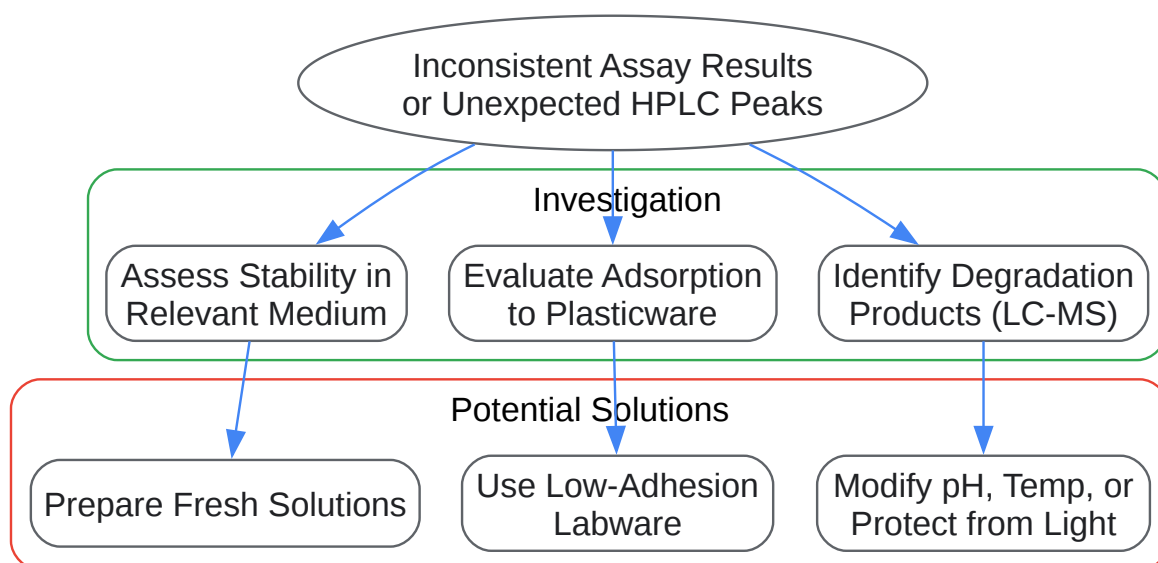 Inconsistent Assay Results
or Unexpected HPLC Peaks
Investigation
Assess Stability in
Relevant Medium
Evaluate Adsorption
to Plasticware
Identify Degradation
Products (LC-MS)
Potential Solutions
Prepare Fresh Solutions
Use Low-Adhesion
Labware
Modify pH, Temp, or
Protect from Light